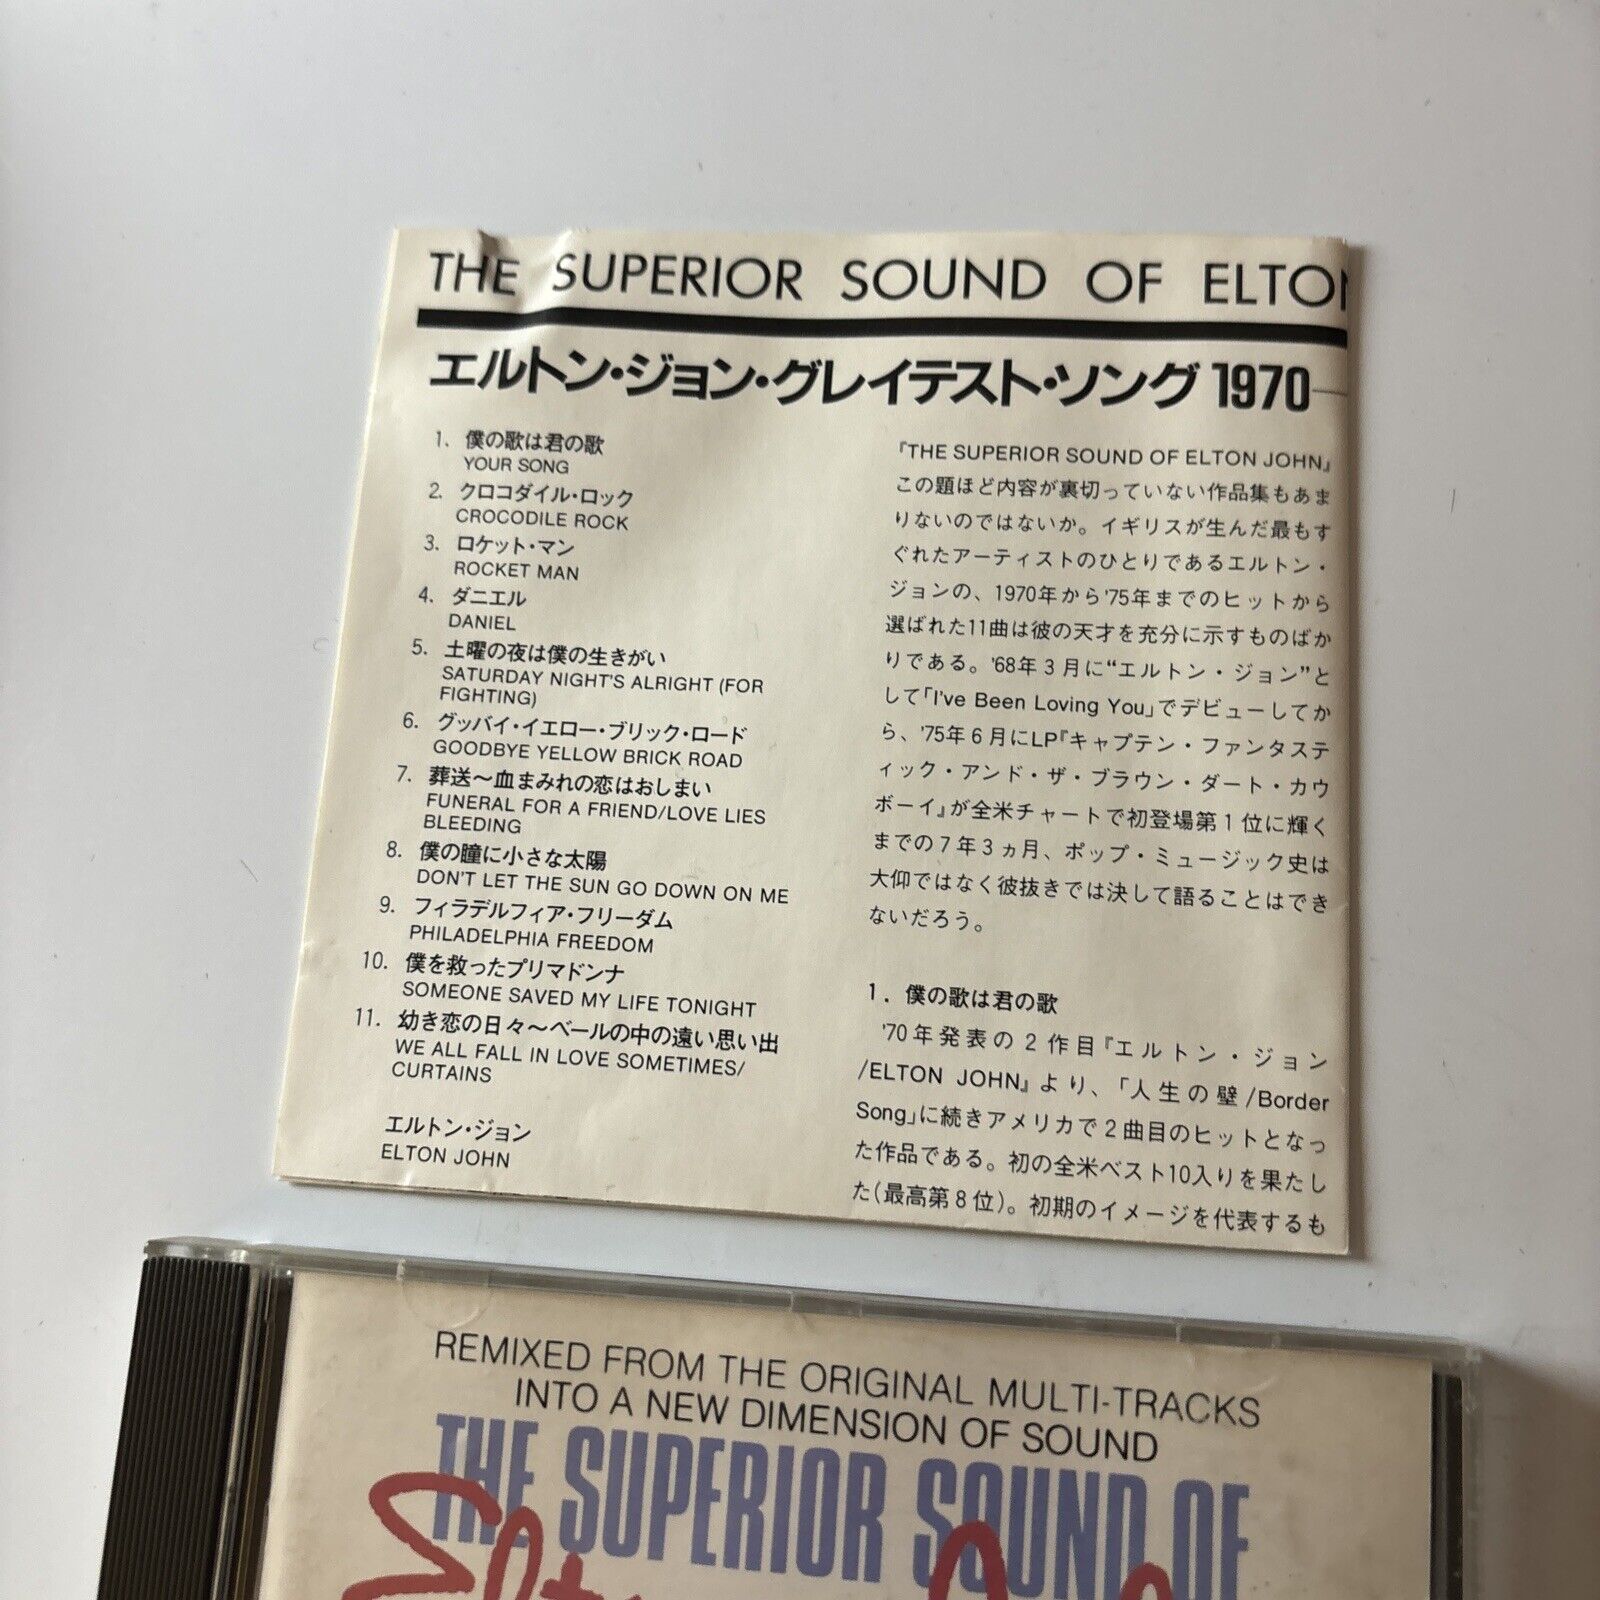 THE SUPERIOR SOUND OF ELTON
エルトン・ジョン・グレイテスト・ソング 1970—
1. 僕の歌は君の歌
YOUR SONG
2. クロコダイル・ロック
CROCODILE ROCK
3. ロケット・マン
ROCKET MAN
4. ダニエル
DANIEL
5. 土曜の夜は僕の生きがい
SATURDAY NIGHT'S ALRIGHT (FOR
FIGHTING)
6. グッバイ・イエロー・ブリック・ロード
GOODBYE YELLOW BRICK ROAD
7. 葬送〜血まみれの恋はおしまい
FUNERAL FOR A FRIEND/LOVE LIES
BLEEDING
8. 僕の瞳に小さな太陽
DON'T LET THE SUN GO DOWN ON ME
9. フィラデルフィア・フリーダム
PHILADELPHIA FREEDOM
10. 僕を救ったプリマドンナ
SOMEONE SAVED MY LIFE TONIGHT
11. 幼き恋の日々〜ベールの中の遠い思い出
WE ALL FALL IN LOVE SOMETIMES/
CURTAINS
エルトン・ジョン
ELTON JOHN
『THE SUPERIOR SOUND OF ELTON JOHN』
この題ほど内容が裏切っていない作品集もあま
りないのではないか。イギリスが生んだ最もす
ぐれたアーティストのひとりであるエルトン・
ジョンの、1970年から'75年までのヒットから
選ばれた11曲は彼の天才を充分に示すものばか
りである。'68年3月に“エルトン・ジョン”と
して「I've Been Loving You」でデビューしてか
ら、'75年6月にLP『キャプテン・ファンタステ
ィック・アンド・ザ・ブラウン・ダート・カウ
ボーイ』が全米チャートで初登場第1位に輝く
までの7年3ヵ月、ポップ・ミュージック史は
大仰ではなく彼抜きでは決して語ることはでき
ないだろう。
1. 僕の歌は君の歌
'70年発表の2作目『エルトン・ジョン
/ELTON JOHN』より、「人生の壁/Border
Song」に続きアメリカで2曲目のヒットとなっ
た作品である。初の全米ベスト10入りを果たし
た(最高第8位)。初期のイメージを代表するも
REMIXED FROM THE ORIGINAL MULTI-TRACKS
INTO A NEW DIMENSION OF SOUND
THE SUPERIOR SOUND OF